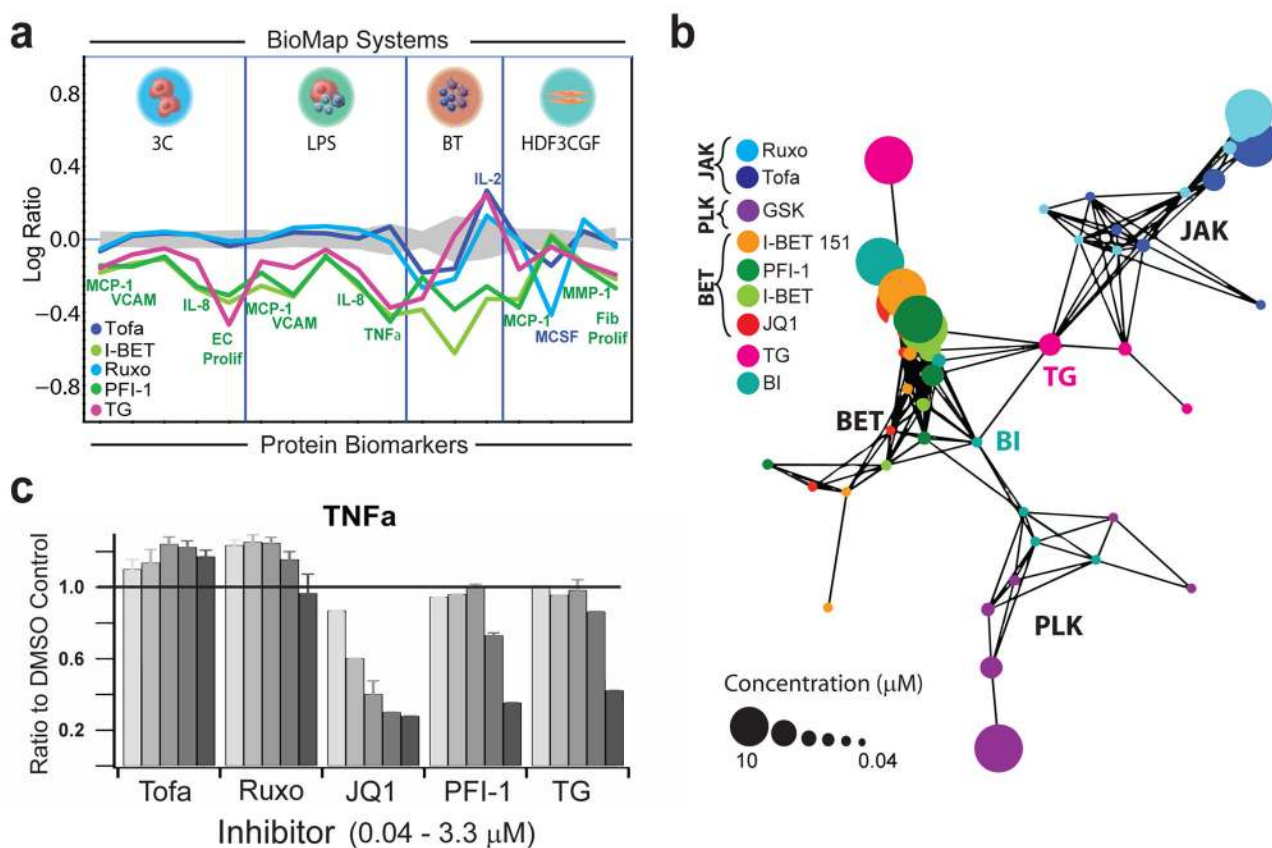 a
BioMap Systems
Log Ratio
0.8
0.4
0.0
−0.4
−0.8
3C
LPS
BT
HDF3CGF
IL-2
MCP-1
VCAM
IL-8
EC
Prolif
MCP-1
VCAM
IL-8
TNFa
MCP-1
MCSF
MMP-1
Fib
Prolif
Tofa
I-BET
Ruxo
PFI-1
TG
Protein Biomarkers
b
JAK
Ruxo
Tofa
PLK
GSK
BET
I-BET 151
PFI-1
I-BET
JQ1
TG
BI
JAK
TG
BET
BI
PLK
Concentration (μM)
10
0.04
c
TNFa
Ratio to DMSO Control
1.0
0.6
0.2
Tofa
Ruxo
JQ1
PFI-1
TG
Inhibitor (0.04 - 3.3 μM)